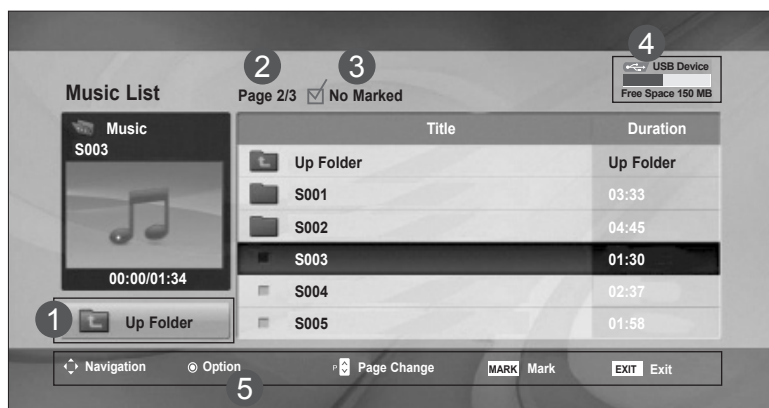 2
3
4
USB Device
Music List
Page 2/3
No Marked
Free Space 150 MB
Music
S003
Title
Duration
Up Folder
Up Folder
S001
03:33
S002
04:45
S003
01:30
00:00/01:34
S004
02:37
1
Up Folder
S005
01:58
Navigation
Option
P
Page Change
MARK
Mark
EXIT
Exit
5